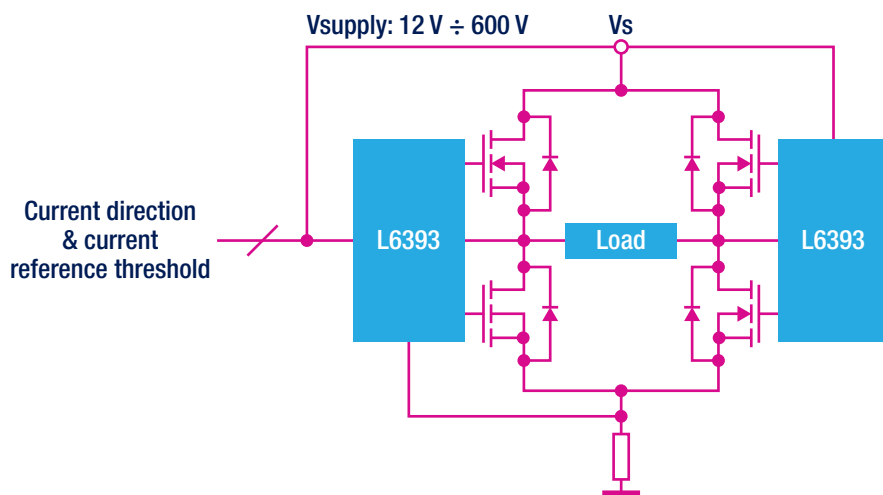 Vsupply: 12 V ÷ 600 V
Vs
Current direction
& current
reference threshold
L6393
Load
L6393